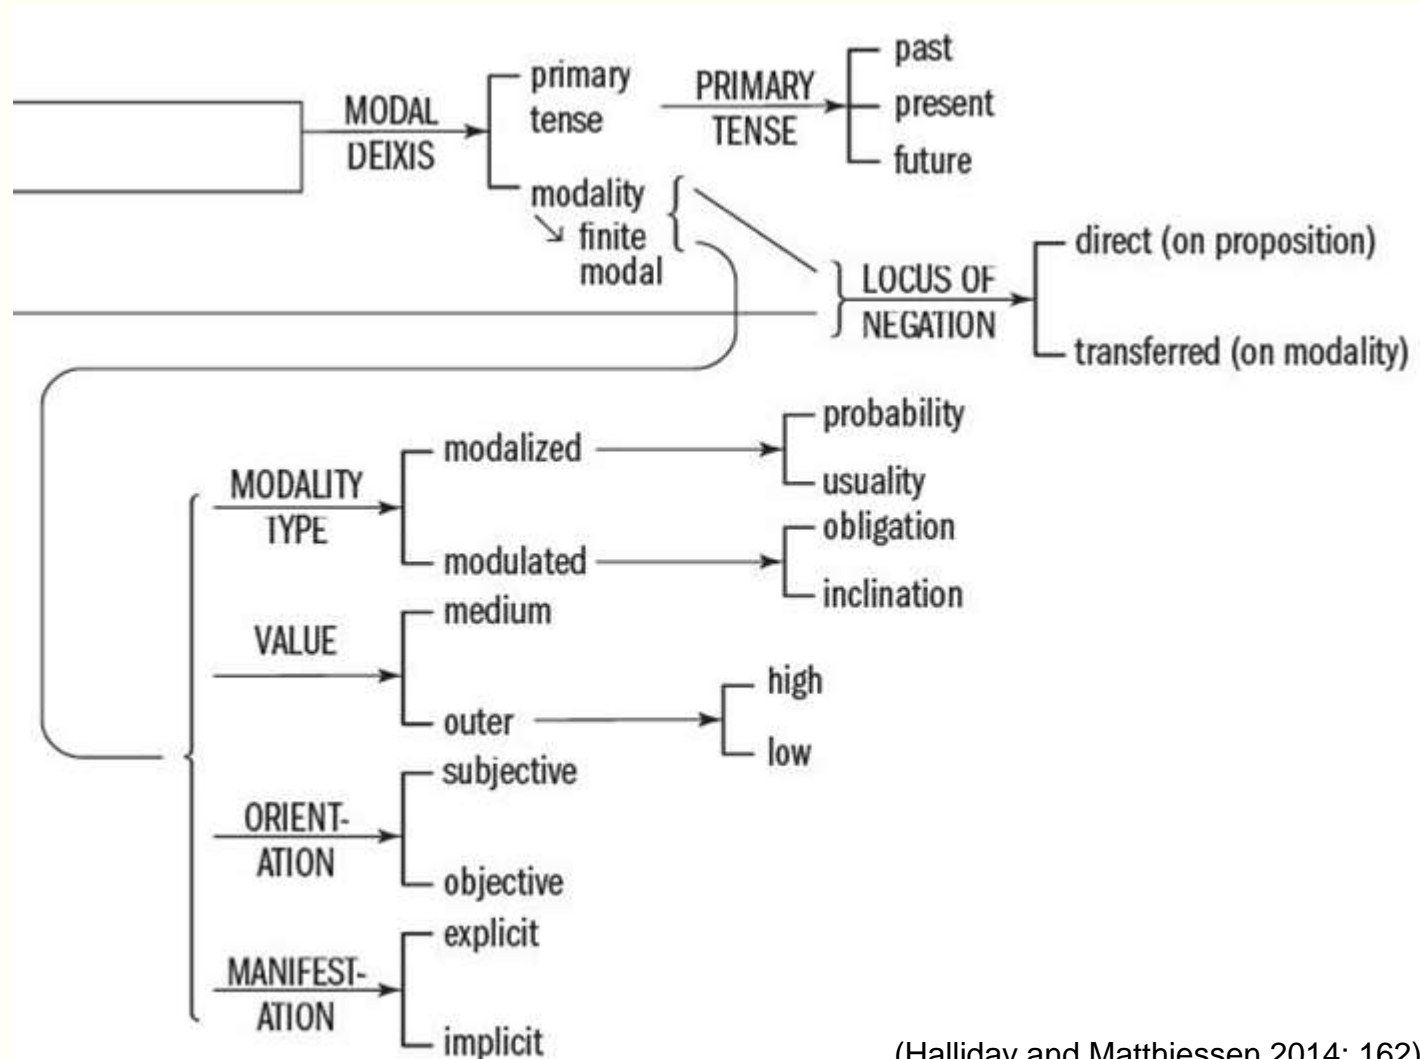 past
primary
PRIMARY
MODAL
present
tense
TENSE
DEIXIS
future
modality
finite
modal
direct (on proposition)
LOCUS OF
NEGATION
transferred (on modality)
probability
modalized
MODALITY
usuality
TYPE
obligation
modulated
inclination
medium
VALUE
high
outer
low
subjective
ORIENT-
ATION
objective
explicit
MANIFEST-
ATION
implicit
(Halliday and Matthiessen 2014: 162)